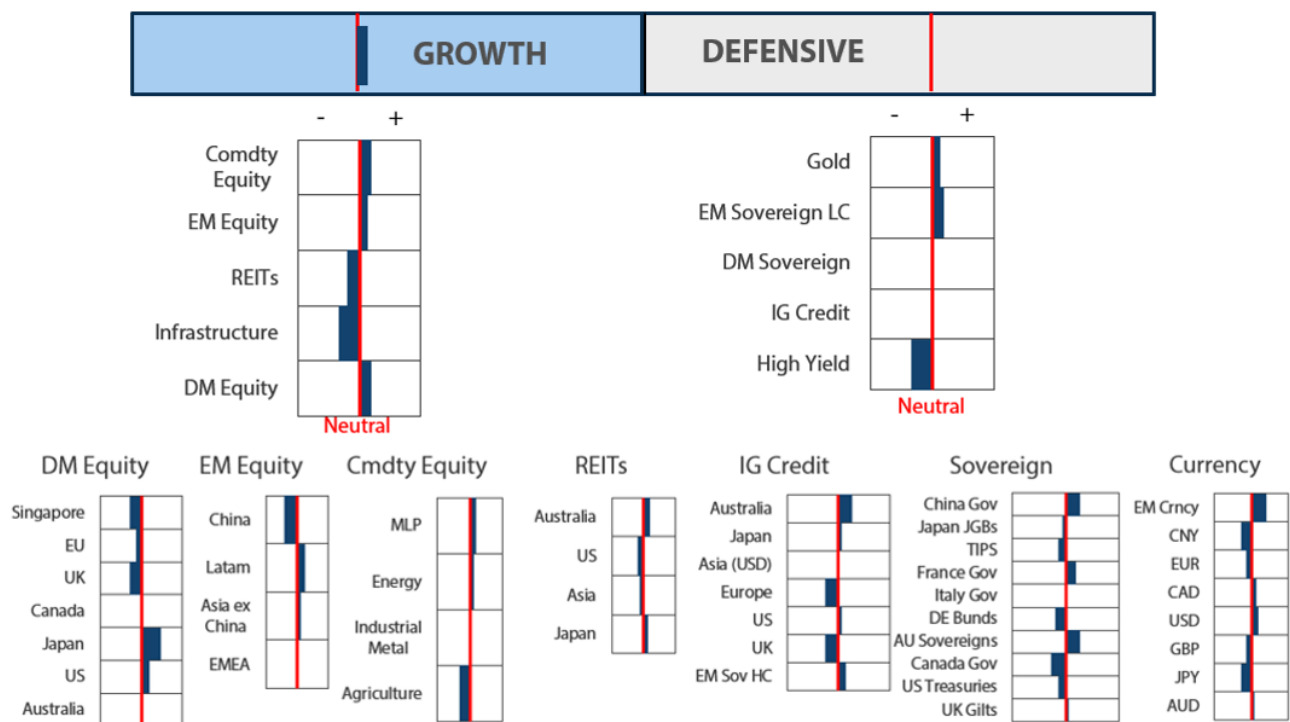 GROWTH
DEFENSIVE
- +
- +
Comdty
Equity
EM Equity
REITs
Infrastructure
DM Equity
Neutral
Gold
EM Sovereign LC
DM Sovereign
IG Credit
High Yield
Neutral
DM Equity
Singapore
EU
UK
Canada
Japan
US
Australia
EM Equity
China
Latam
Asia ex
China
EMEA
Cmdty Equity
MLP
Energy
Industrial
Metal
Agriculture
REITs
Australia
US
Asia
Japan
IG Credit
Australia
Japan
Asia (USD)
Europe
US
UK
EM Sov HC
Sovereign
China Gov
Japan JGBs
TIPS
France Gov
Italy Gov
DE Bunds
AU Sovereigns
Canada Gov
US Treasuries
UK Gilts
Currency
EM Crncy
CNY
EUR
CAD
USD
GBP
JPY
AUD